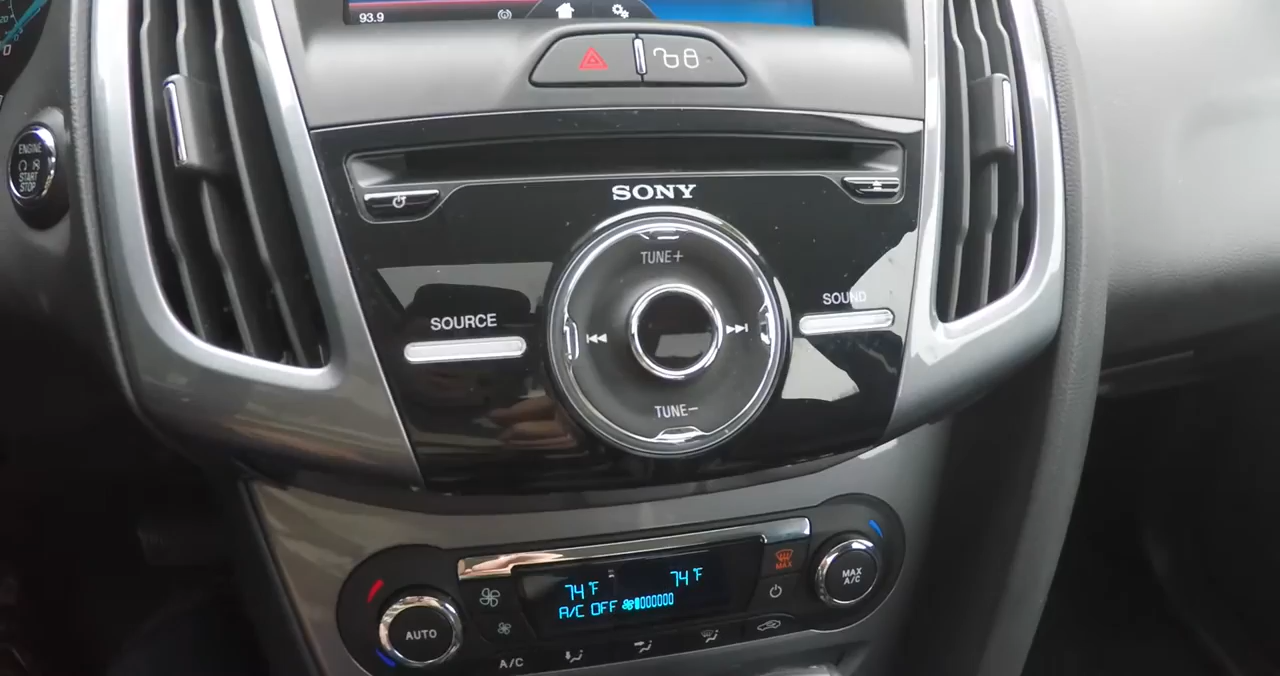 93.9
ENGINE
START
STOP
SONY
TUNE+
SOURCE
SOUND
TUNE-
74°F 74°F
A/C OFF
MAX
MAX
A/C
AUTO
A/C